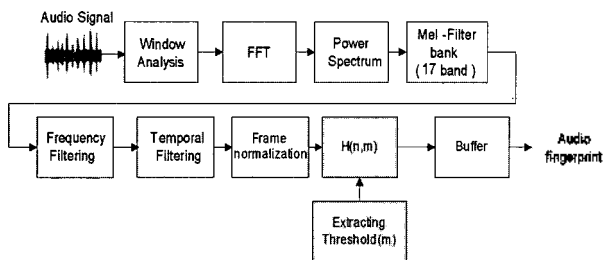 Audio Signal
Window
Analysis
FFT
Power
Spectrum
Mel -Filter
bank
( 17 band )
Frequency
Filtering
Temporal
Filtering
Frame
normalization
H(n,m)
Buffer
Audio
fingerprint
Extracting
Threshold(m)